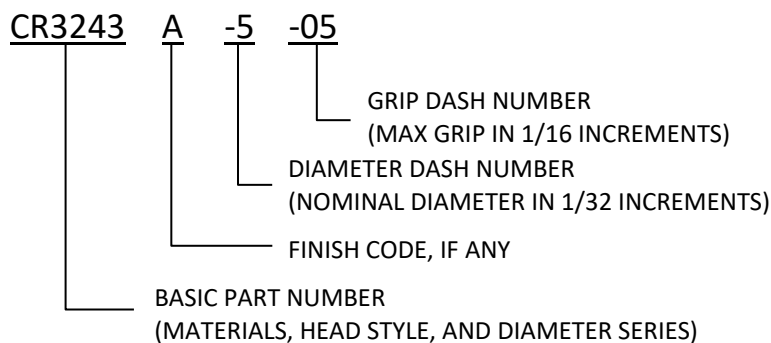 CR3243 A -5 -05
GRIP DASH NUMBER
(MAX GRIP IN 1/16 INCREMENTS)
DIAMETER DASH NUMBER
(NOMINAL DIAMETER IN 1/32 INCREMENTS)
FINISH CODE, IF ANY
BASIC PART NUMBER
(MATERIALS, HEAD STYLE, AND DIAMETER SERIES)